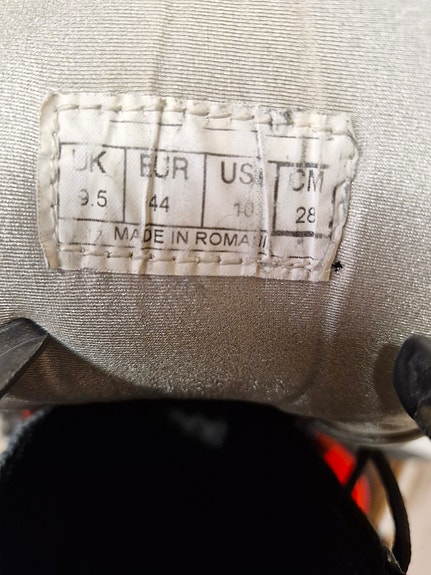 UK EUR US CM
9.5 44 10 28
MADE IN ROMANIA